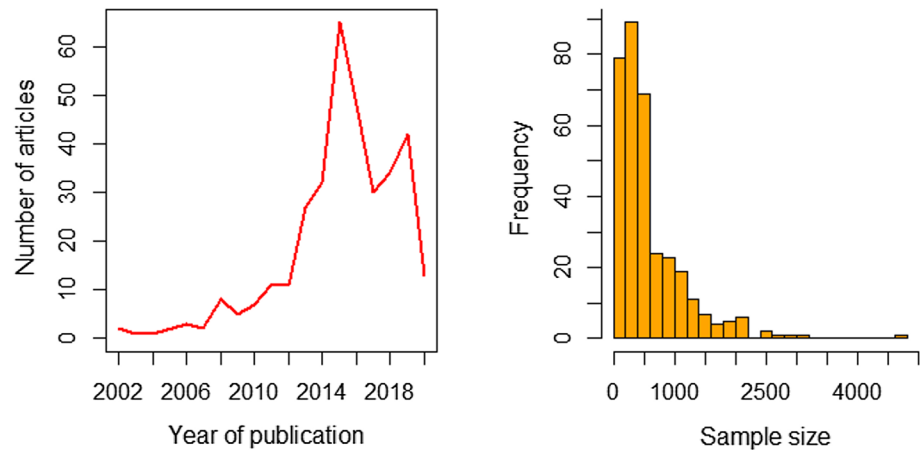 Number of articles
60
50
40
30
20
10
0
2002 2006 2010 2014 2018
Year of publication
Frequency
80
60
40
20
0
0 1000 2500 4000
Sample size